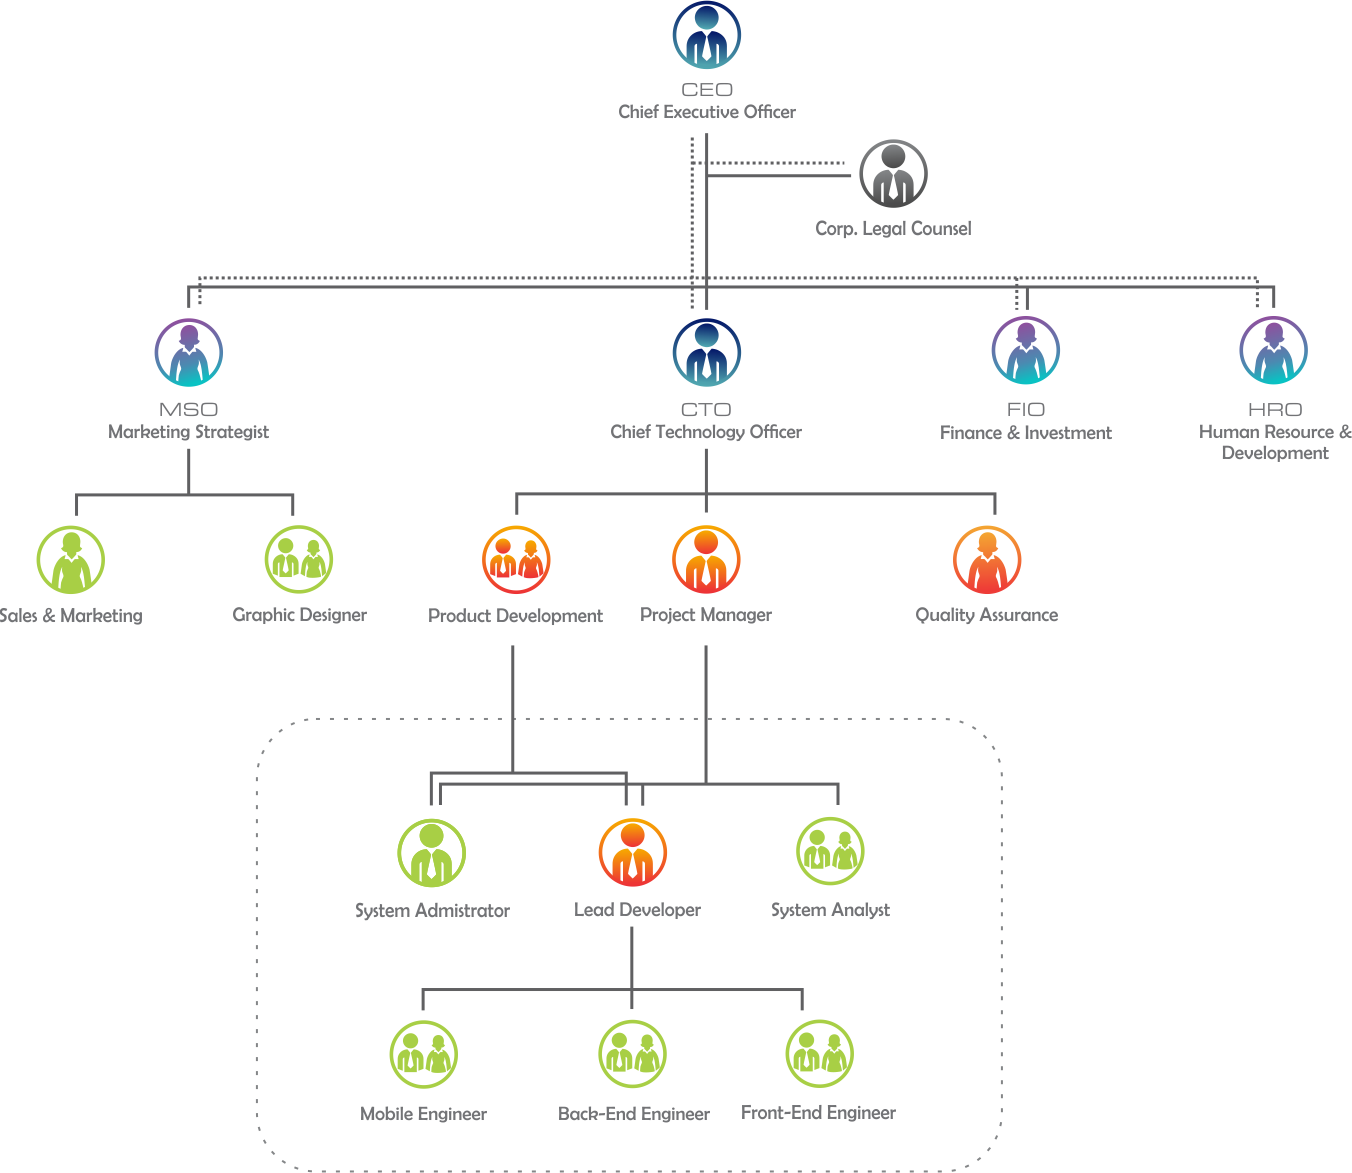 CEO
Chief Executive Officer
Corp. Legal Counsel
MSO
Marketing Strategist
CTO
Chief Technology Officer
FIO
Finance & Investment
HRO
Human Resource &
Development
Sales & Marketing
Graphic Designer
Product Development
Project Manager
Quality Assurance
System Admistrator
Lead Developer
System Analyst
Mobile Engineer
Back-End Engineer
Front-End Engineer